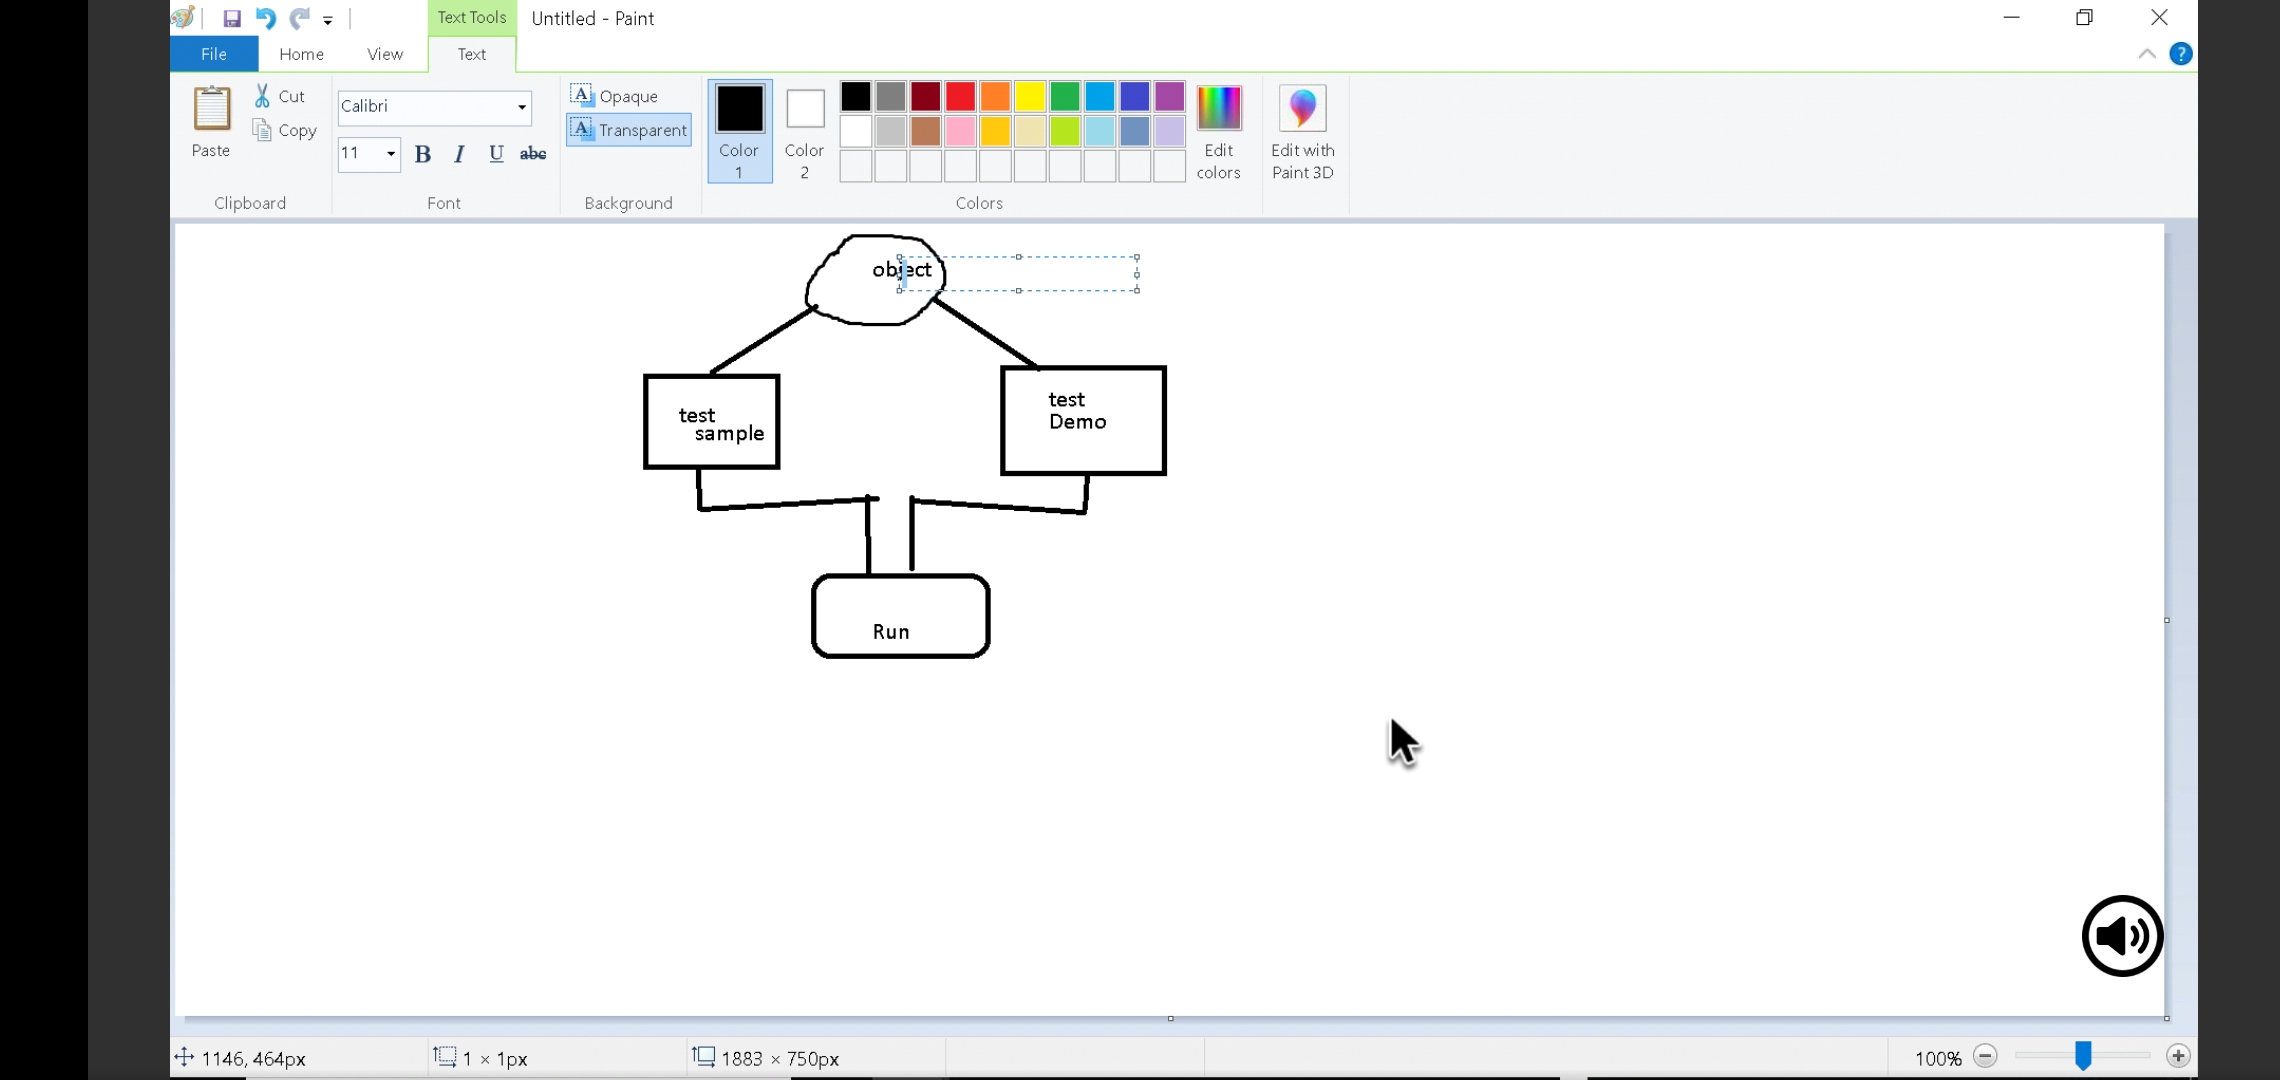 Text Tools
Untitled - Paint
File Home View Text
Paste
Cut
Copy
Clipboard
Calibri
11 B I U abc
Font
Opaque
Transparent
Background
Color 1
Color 2
Colors
Edit colors
Edit with Paint 3D
object
test
sample
test
Demo
Run
1146, 464px
1 × 1px
1883 × 750px
100%